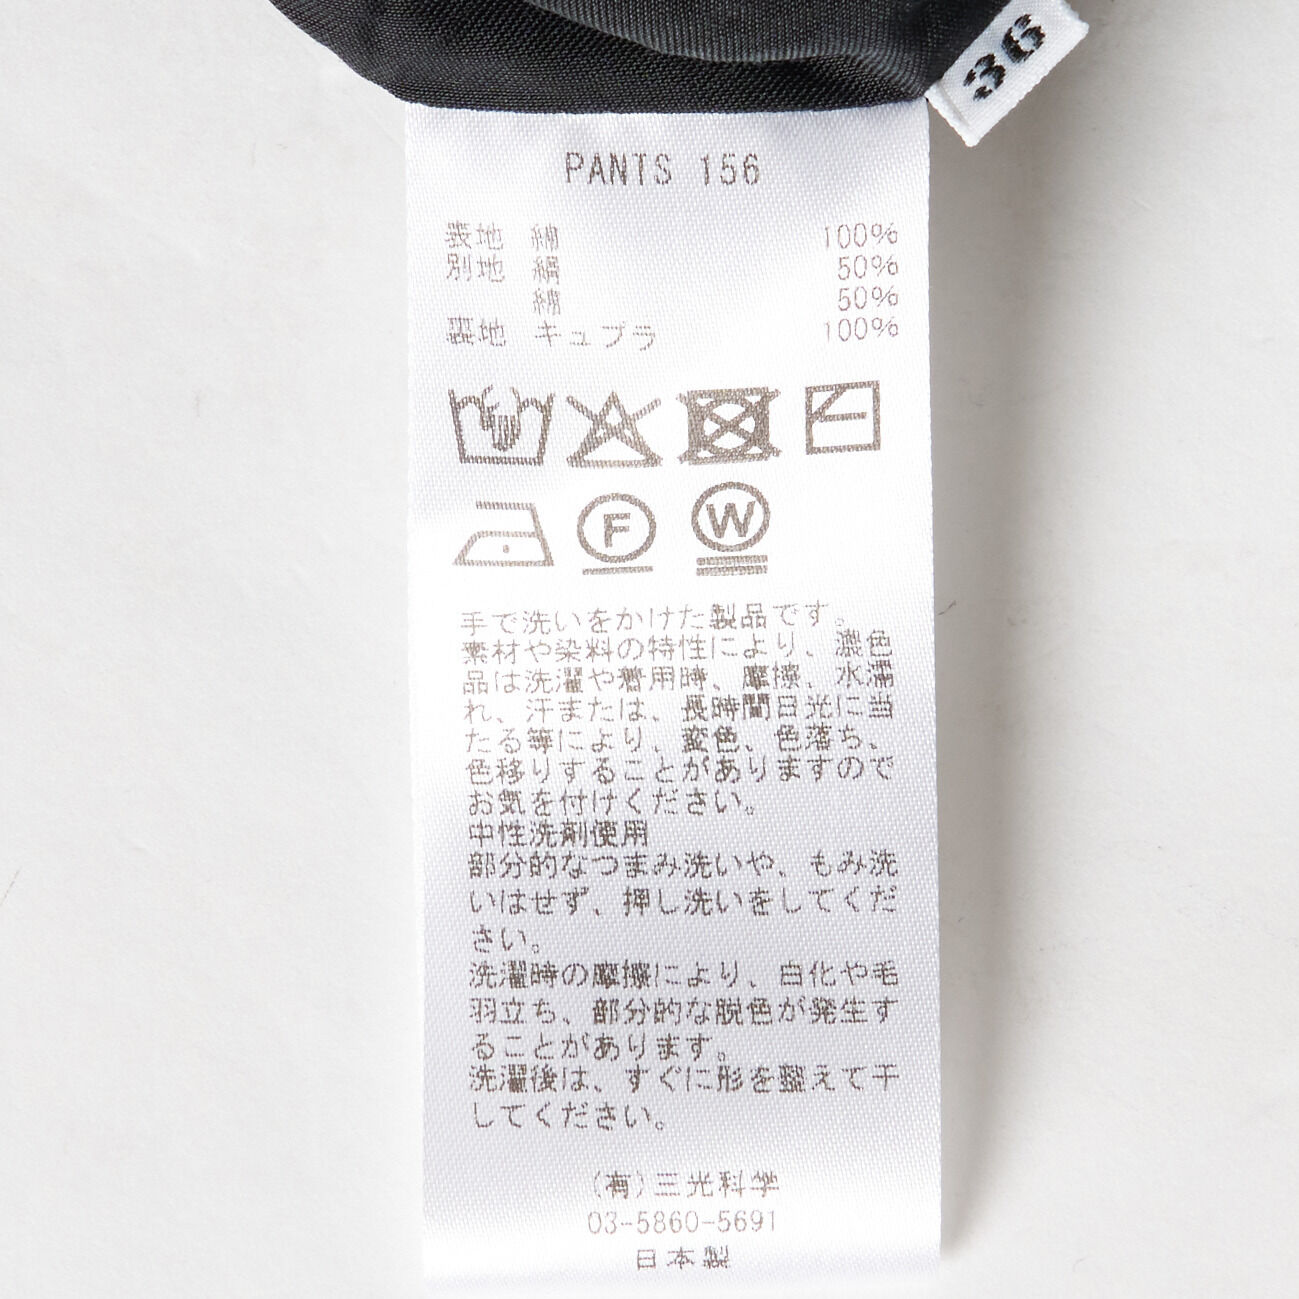 36
PANTS 156
表地 綿 100%
別地 絹 50%
綿 50%
裏地 キュプラ 100%
F W
手で洗いをかけた製品です。
素材や染料の特性により、濃色
品は洗濯や着用時、摩擦、水濡
れ、汗または、長時間日光に当
たる等により、変色、色落ち、
色移りすることがありますので
お気を付けください。
中性洗剤使用
部分的なつまみ洗いや、もみ洗
いはせず、押し洗いをしてくだ
さい。
洗濯時の摩擦により、白化や毛
羽立ち、部分的な脱色が発生す
ることがあります。
洗濯後は、すぐに形を整えて干
してください。
(有)三光科学
03-5860-5691
日本製